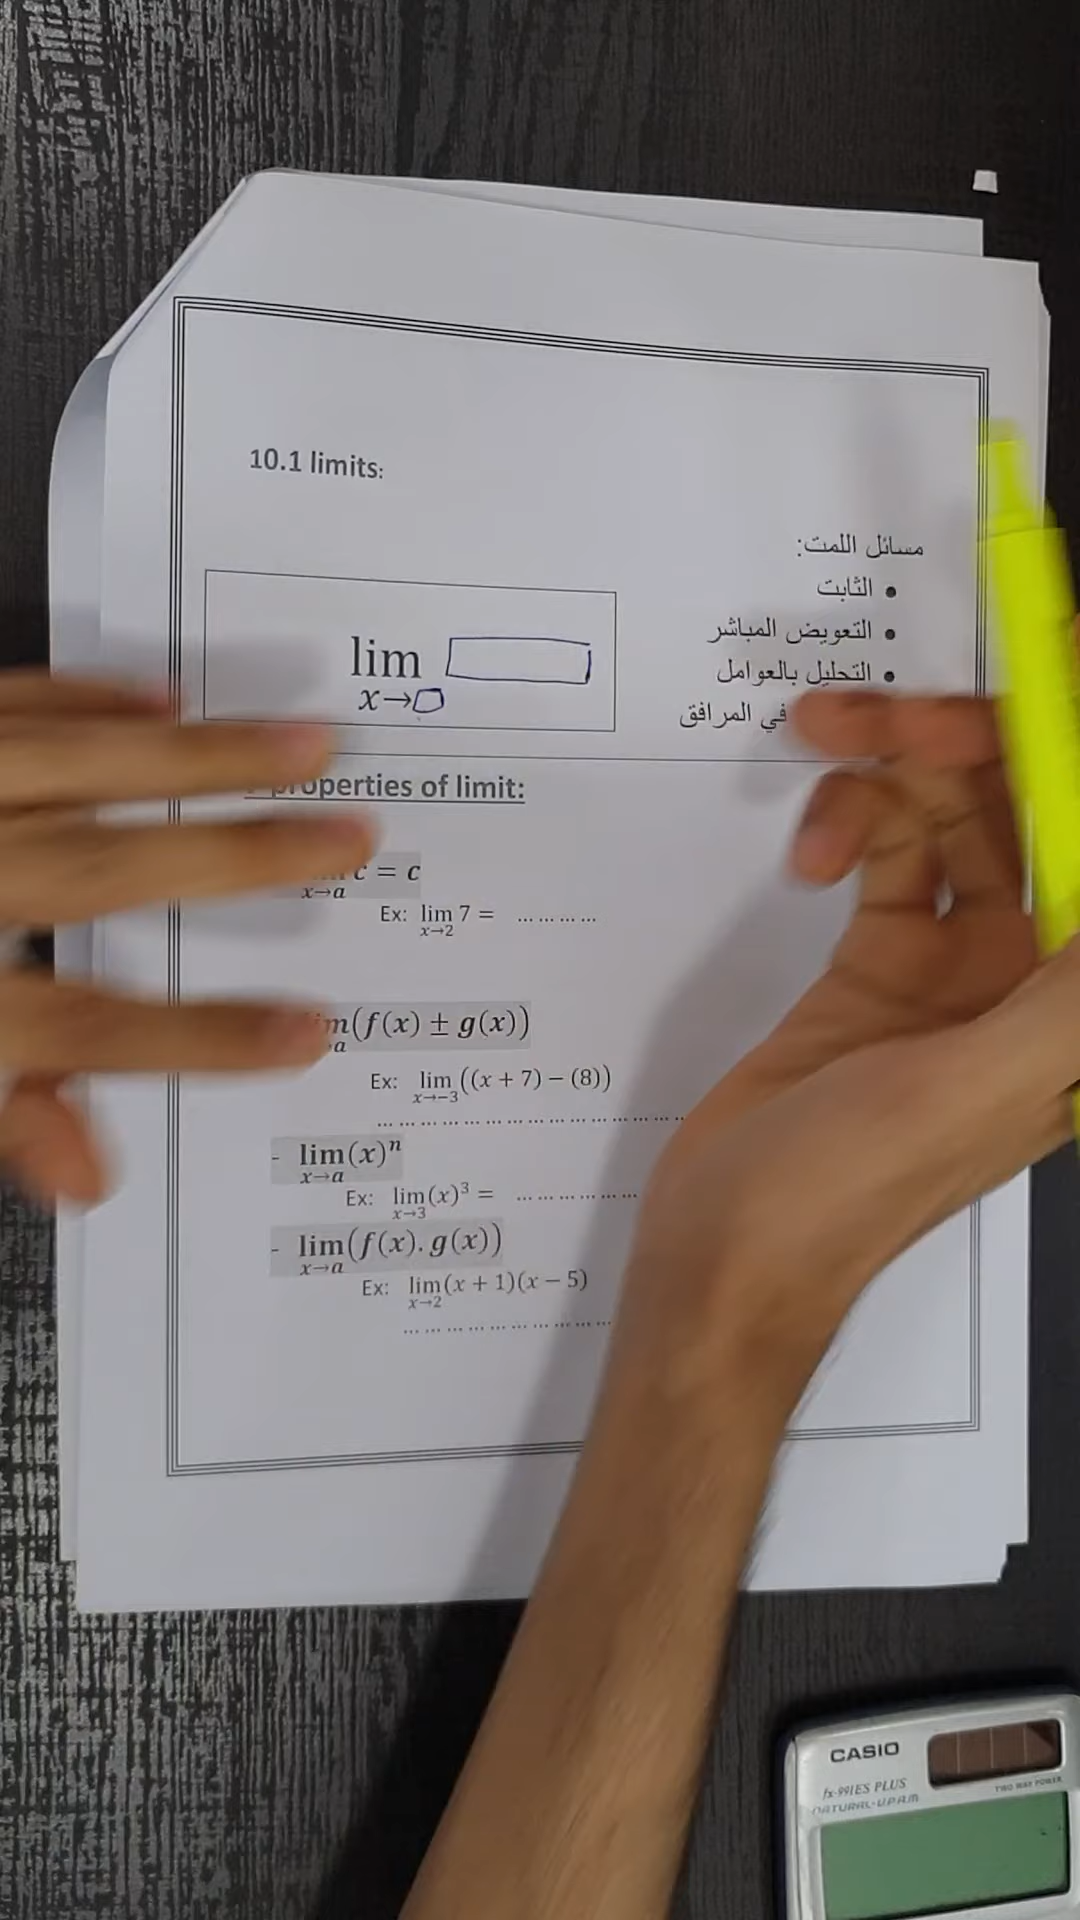 10.1 limits:
مسائل اللمت:
• الثابت
• التعويض المباشر
• التحليل بالعوامل
في المرافق
lim
x→
properties of limit:
c = c
x→a
Ex: lim 7 = … … … …
x→2
m(f(x) ± g(x))
a
Ex: lim ((x + 7) − (8))
x→−3
… … … … … … … … … … … … … … …
- lim(x)ⁿ
x→a
Ex: lim(x)³ = … … … … … …
x→3
- lim(f(x). g(x))
x→a
Ex: lim(x + 1)(x − 5)
x→2
… … … … … … … … … …
CASIO
fx-991ES PLUS
TWO WAY POWER
NATURAL-V.P.A.M.